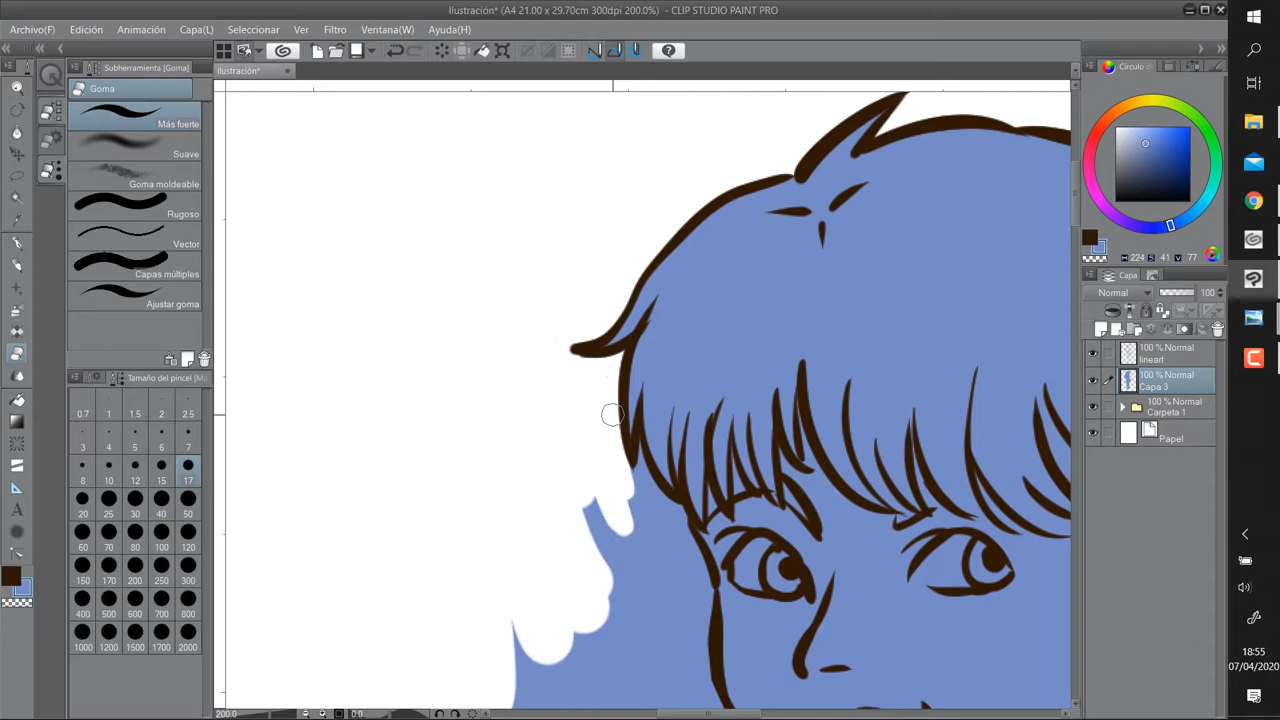 Ilustración* (A4 21.00 x 29.70cm 300dpi 200.0%) - CLIP STUDIO PAINT PRO
Archivo(F) Edición Animación Capa(L) Seleccionar Ver Filtro Ventana(W) Ayuda(H)
Subherramienta [Goma]
Ilustración*
Círculo d
Goma
Más fuerte
Suave
Goma moldeable
Rugoso
Vector
Capas múltiples
Ajustar goma
H 224 S 41 V 77
Capa
Normal 100
100 % Normal
lineart
100 % Normal
Capa 3
100 % Normal
Carpeta 1
Papel
Tamaño del pincel [Má
0.7 1 1.5 2 2.5
3 4 5 6 7
8 10 12 15 17
20 25 30 40 50
60 70 80 100 120
150 170 200 250 300
400 500 600 700 800
1000 1200 1500 1700 2000
200.0 0.0
18:55
07/04/2020